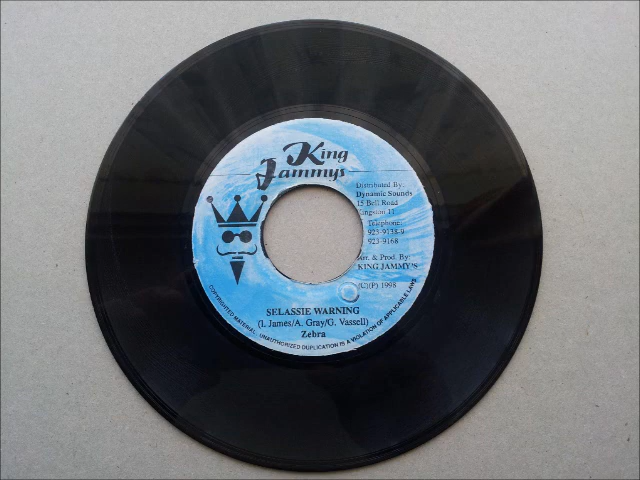 King
Jammys
Distributed By:
Dynamic Sounds
15 Bell Road
Kingston 11
Telephone:
923-9138-9
923-9168
Arr. & Prod. By:
KING JAMMY'S
(C)(P) 1998
SELASSIE WARNING
(I. James/A. Gray/G. Vassell)
Zebra
COPYRIGHTED MATERIAL. UNAUTHORIZED DUPLICATION IS A VIOLATION OF APPLICABLE LAWS